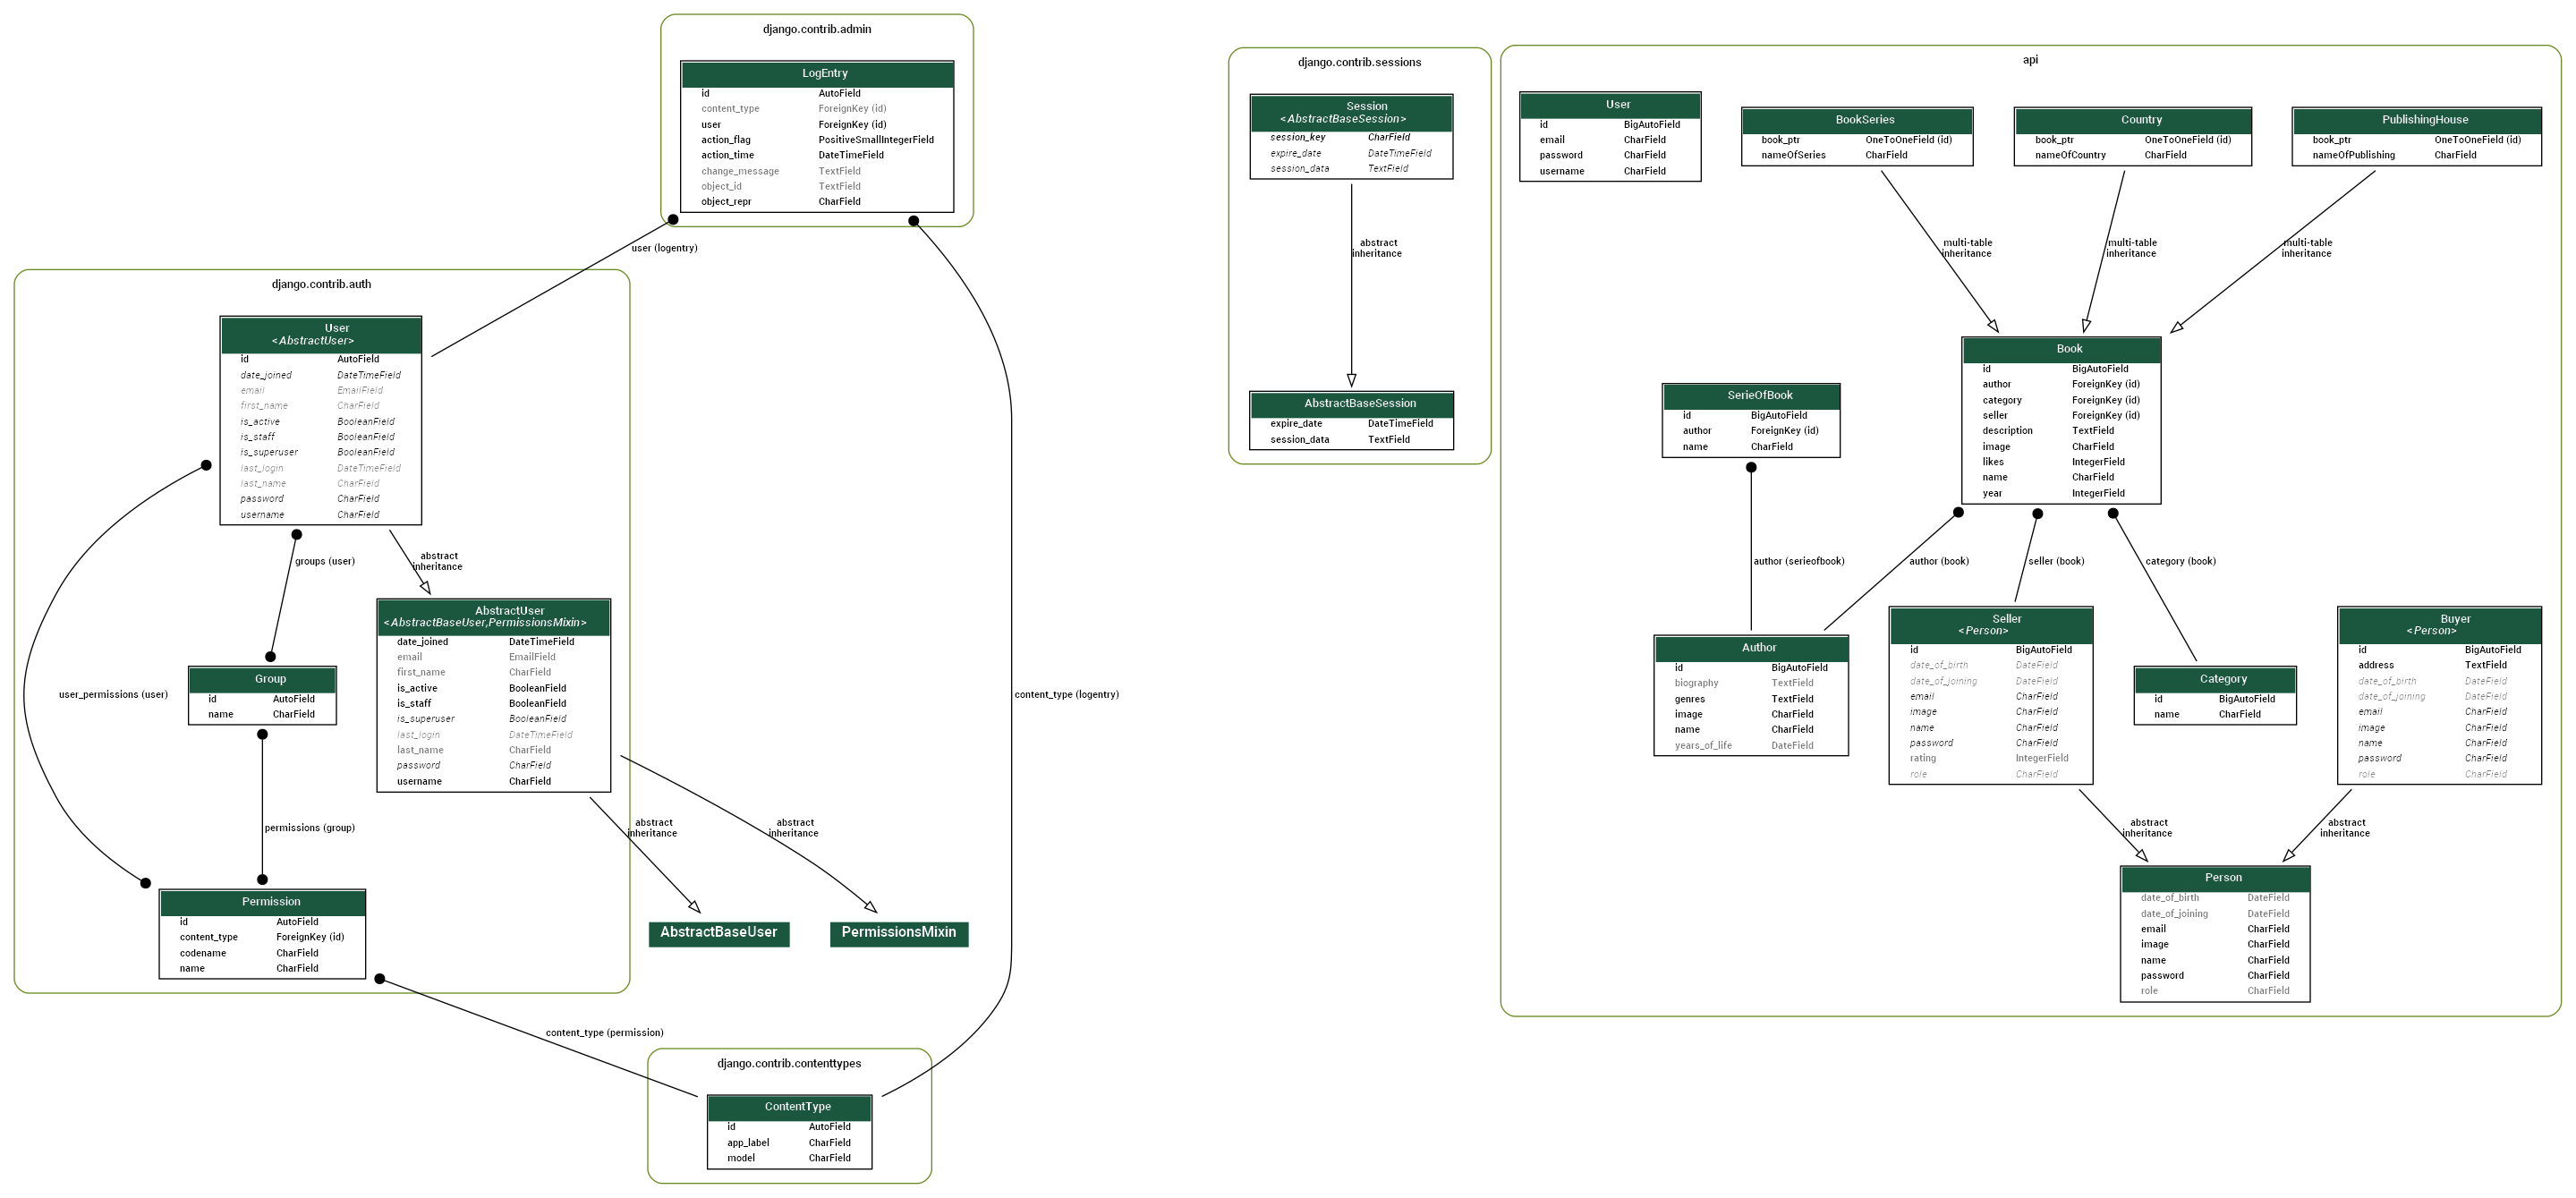 django.contrib.admin
LogEntry
id AutoField
content_type ForeignKey (id)
user ForeignKey (id)
action_flag PositiveSmallIntegerField
action_time DateTimeField
change_message TextField
object_id TextField
object_repr CharField
user (logentry)
django.contrib.auth
User
<AbstractUser>
id AutoField
date_joined DateTimeField
email EmailField
first_name CharField
is_active BooleanField
is_staff BooleanField
is_superuser BooleanField
last_login DateTimeField
last_name CharField
password CharField
username CharField
groups (user)
abstract
inheritance
AbstractUser
<AbstractBaseUser,PermissionsMixin>
date_joined DateTimeField
email EmailField
first_name CharField
is_active BooleanField
is_staff BooleanField
is_superuser BooleanField
last_login DateTimeField
last_name CharField
password CharField
username CharField
Group
id AutoField
name CharField
user_permissions (user)
permissions (group)
abstract
inheritance
abstract
inheritance
Permission
id AutoField
content_type ForeignKey (id)
codename CharField
name CharField
AbstractBaseUser
PermissionsMixin
content_type (logentry)
content_type (permission)
django.contrib.contenttypes
ContentType
id AutoField
app_label CharField
model CharField
django.contrib.sessions
Session
<AbstractBaseSession>
session_key CharField
expire_date DateTimeField
session_data TextField
abstract
inheritance
AbstractBaseSession
expire_date DateTimeField
session_data TextField
api
User
id BigAutoField
email CharField
password CharField
username CharField
BookSeries
book_ptr OneToOneField (id)
nameOfSeries CharField
Country
book_ptr OneToOneField (id)
nameOfCountry CharField
PublishingHouse
book_ptr OneToOneField (id)
nameOfPublishing CharField
multi-table
inheritance
multi-table
inheritance
multi-table
inheritance
Book
id BigAutoField
author ForeignKey (id)
category ForeignKey (id)
seller ForeignKey (id)
description TextField
image CharField
likes IntegerField
name CharField
year IntegerField
SerieOfBook
id BigAutoField
author ForeignKey (id)
name CharField
author (serieofbook)
author (book)
seller (book)
category (book)
Author
id BigAutoField
biography TextField
genres TextField
image CharField
name CharField
years_of_life DateField
Seller
<Person>
id BigAutoField
date_of_birth DateField
date_of_joining DateField
email CharField
image CharField
name CharField
password CharField
rating IntegerField
role CharField
Category
id BigAutoField
name CharField
Buyer
<Person>
id BigAutoField
address TextField
date_of_birth DateField
date_of_joining DateField
email CharField
image CharField
name CharField
password CharField
role CharField
abstract
inheritance
abstract
inheritance
Person
date_of_birth DateField
date_of_joining DateField
email CharField
image CharField
name CharField
password CharField
role CharField